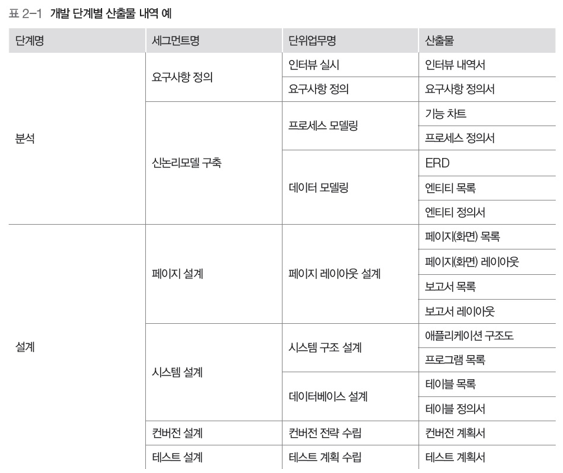 표 2-1 개발 단계별 산출물 내역 예
단계명 세그먼트명 단위업무명 산출물
분석 요구사항 정의 인터뷰 실시 인터뷰 내역서
요구사항 정의 요구사항 정의서
신논리모델 구축 프로세스 모델링 기능 차트
프로세스 정의서
데이터 모델링 ERD
엔티티 목록
엔티티 정의서
설계 페이지 설계 페이지 레이아웃 설계 페이지(화면) 목록
페이지(화면) 레이아웃
보고서 목록
보고서 레이아웃
시스템 설계 시스템 구조 설계 애플리케이션 구조도
프로그램 목록
데이터베이스 설계 테이블 목록
테이블 정의서
컨버전 설계 컨버전 전략 수립 컨버전 계획서
테스트 설계 테스트 계획 수립 테스트 계획서